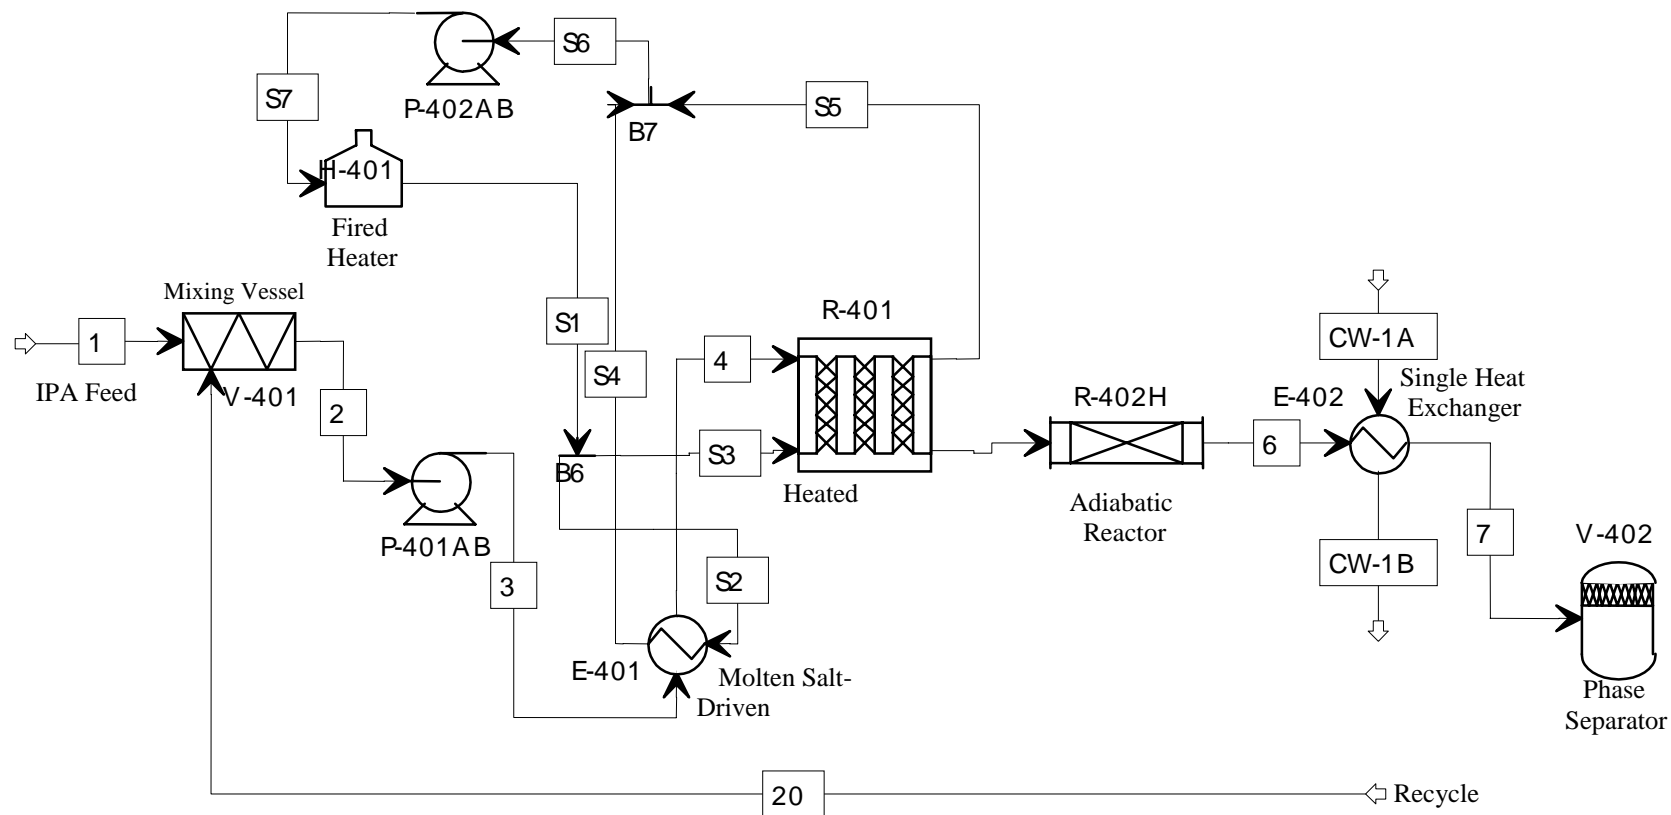 S6
S7
P-402AB
S5
B7
H-401
Fired
Heater
Mixing Vessel
S1
R-401
CW-1A
1
4
S4
IPA Feed
V-401
2
Single Heat
Exchanger
R-402H
E-402
6
S3
B6
Heated
Adiabatic
Reactor
7
V-402
P-401AB
3
S2
CW-1B
E-401
Molten Salt-
Driven
Phase
Separator
20
Recycle